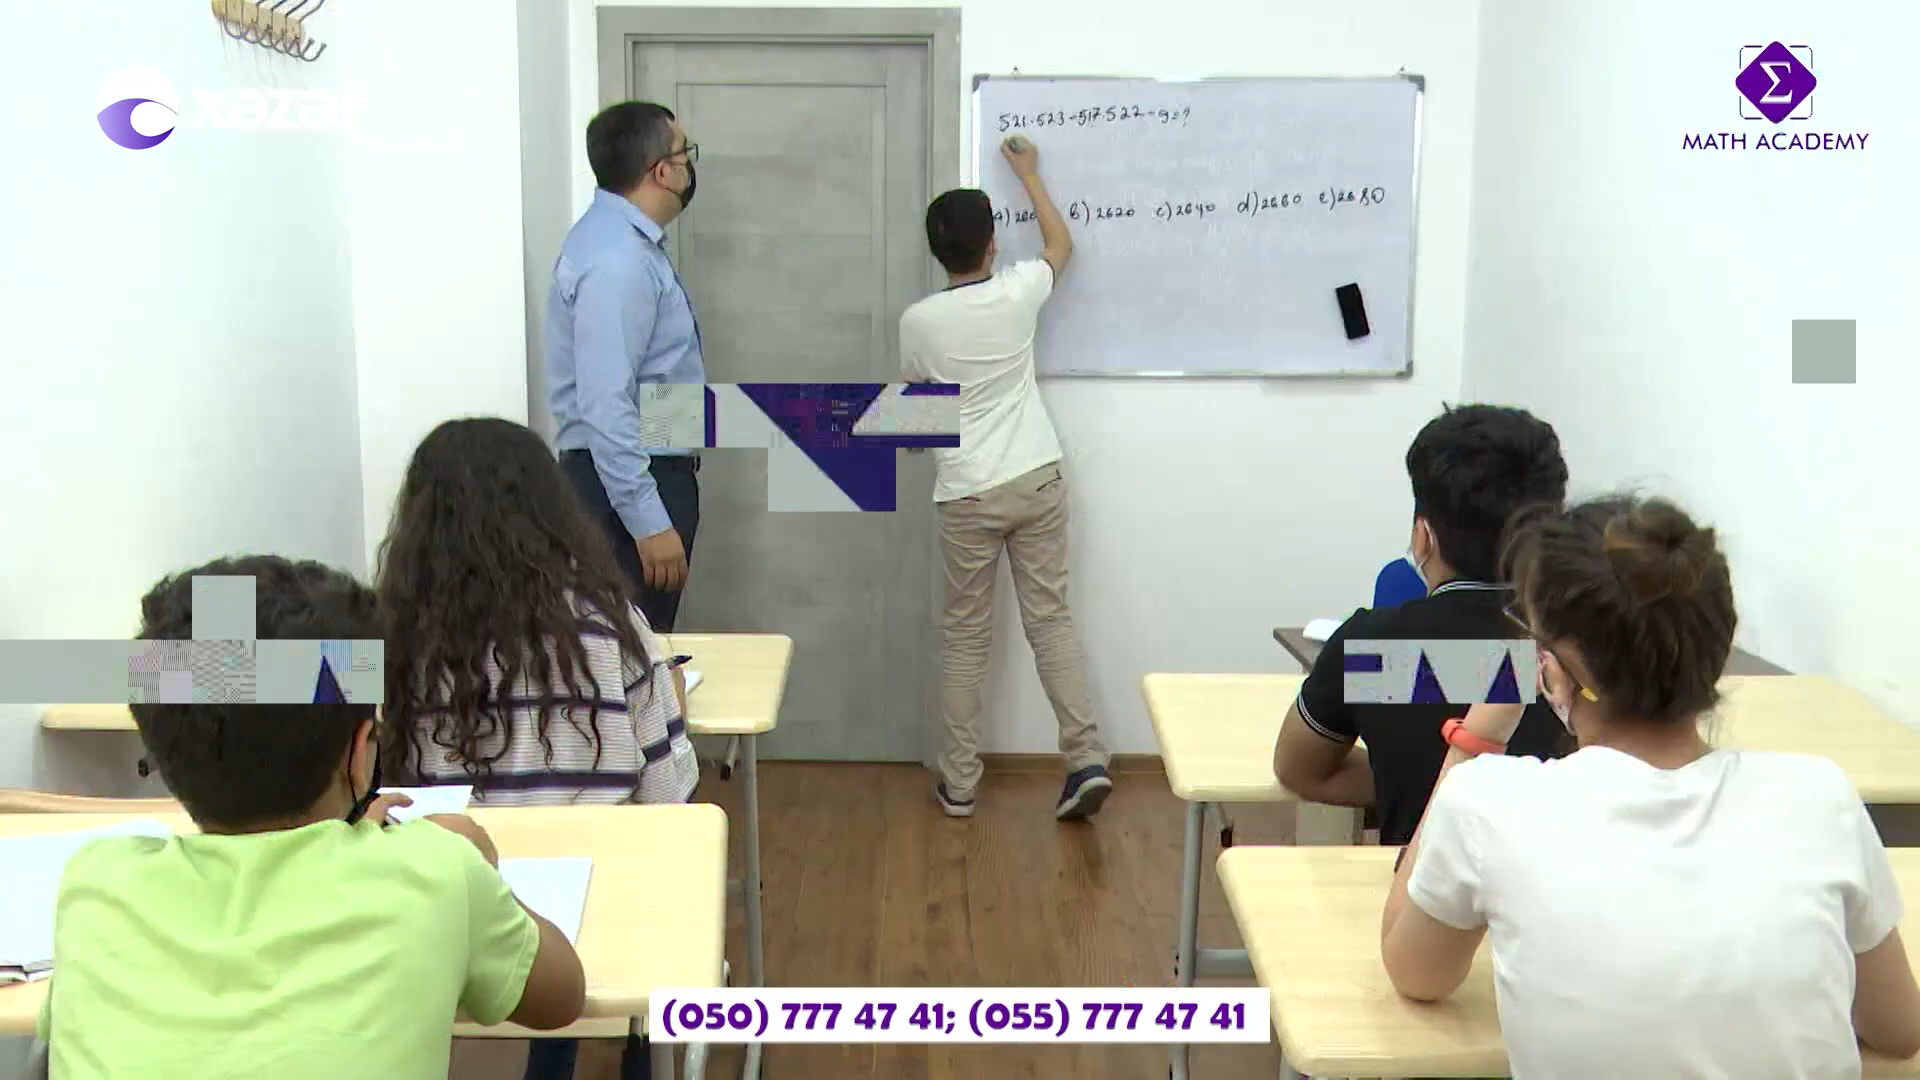 xəzər
MATH ACADEMY
521·523-517·522-9=?
b) 2620 c) 2640 d) 2660 e) 2680
(050) 777 47 41; (055) 777 47 41